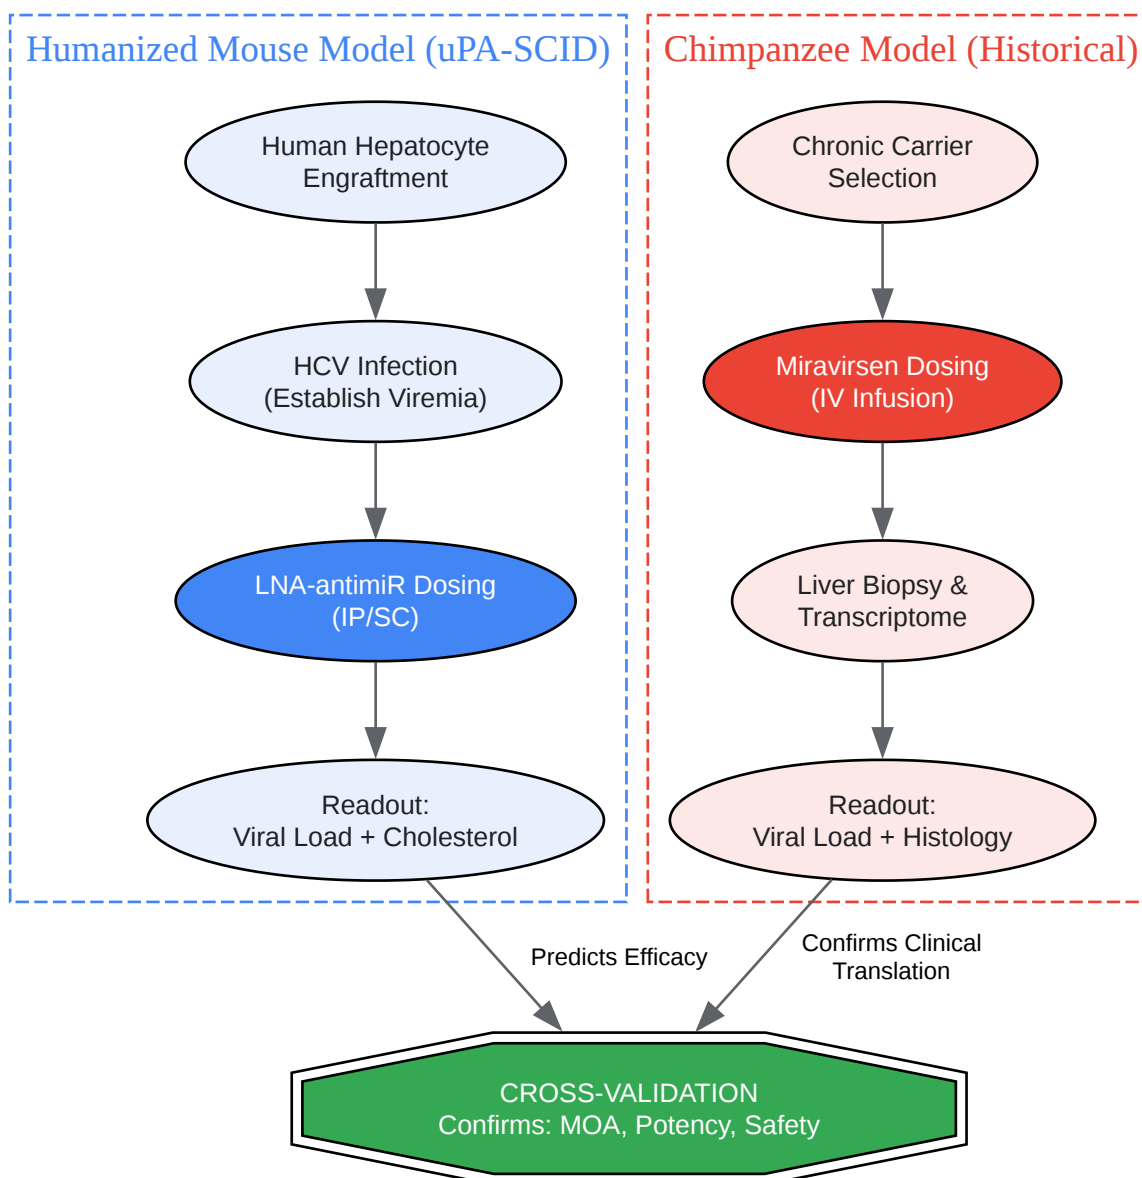 Humanized Mouse Model (uPA-SCID)
Human Hepatocyte
Engraftment
HCV Infection
(Establish Viremia)
LNA-antimiR Dosing
(IP/SC)
Readout:
Viral Load + Cholesterol
Chimpanzee Model (Historical)
Chronic Carrier
Selection
Miravirsen Dosing
(IV Infusion)
Liver Biopsy &
Transcriptome
Readout:
Viral Load + Histology
Predicts Efficacy
Confirms Clinical
Translation
CROSS-VALIDATION
Confirms: MOA, Potency, Safety